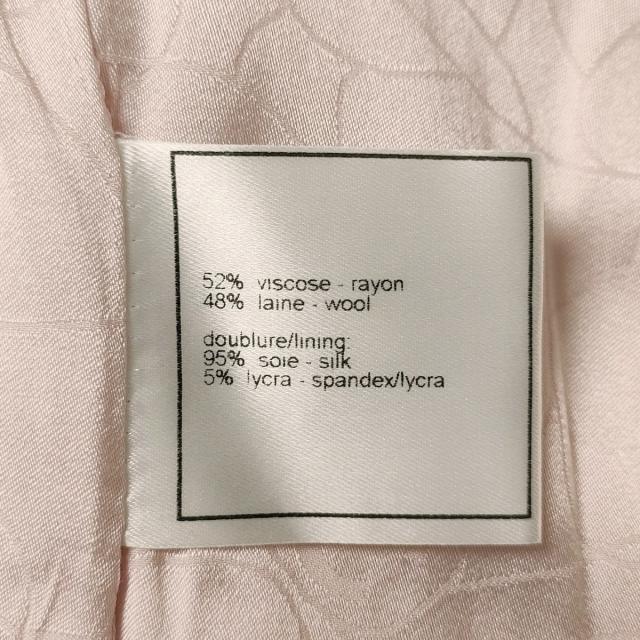 52% viscose - rayon
48% laine - wool
doublure/lining:
95% soie - silk
5% lycra - spandex/lycra